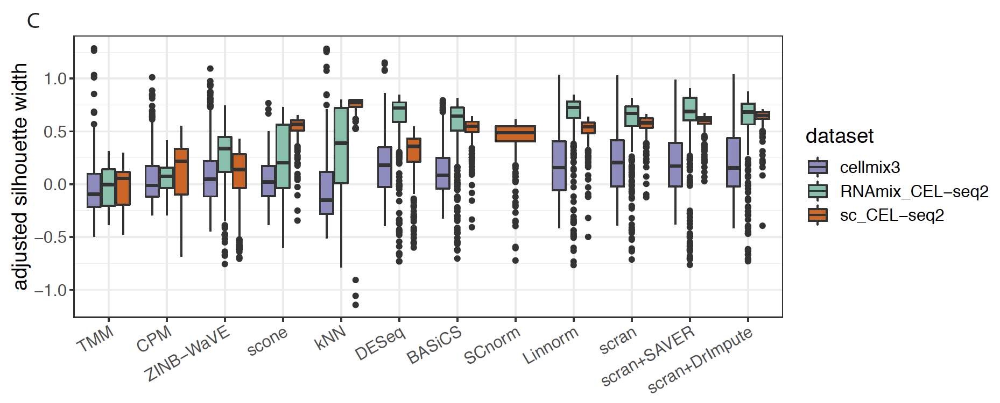 C
adjusted silhouette width
1.0
0.5
0.0
−0.5
−1.0
TMM
CPM
ZINB−WaVE
scone
kNN
DESeq
BASiCS
SCnorm
Linnorm
scran
scran+SAVER
scran+DrImpute
dataset
cellmix3
RNAmix_CEL−seq2
sc_CEL−seq2